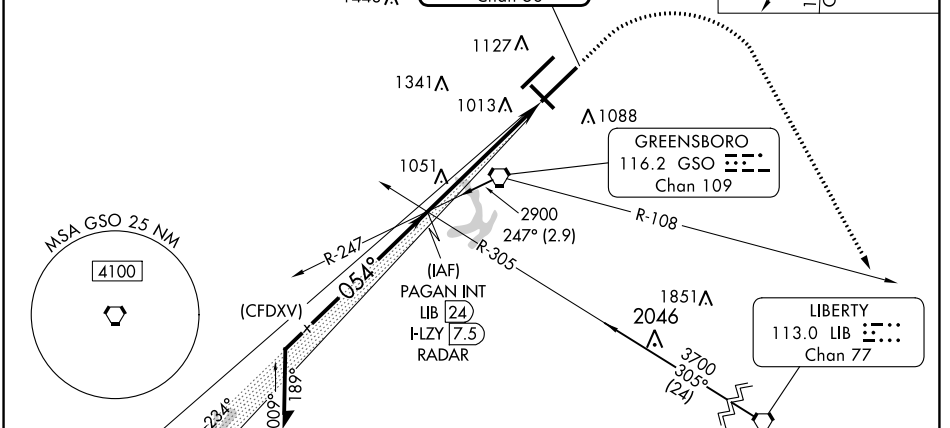 1127
1341
1013
1088
GREENSBORO
116.2 GSO
Chan 109
1051
2900
247° (2.9)
R-108
R-305
R-247
MSA GSO 25 NM
4100
054°
(IAF)
PAGAN INT
LIB 24
I-LZY 7.5
RADAR
(CFDXV)
1851
2046
LIBERTY
113.0 LIB
Chan 77
3700
305°
(24)
189°
009°
234°